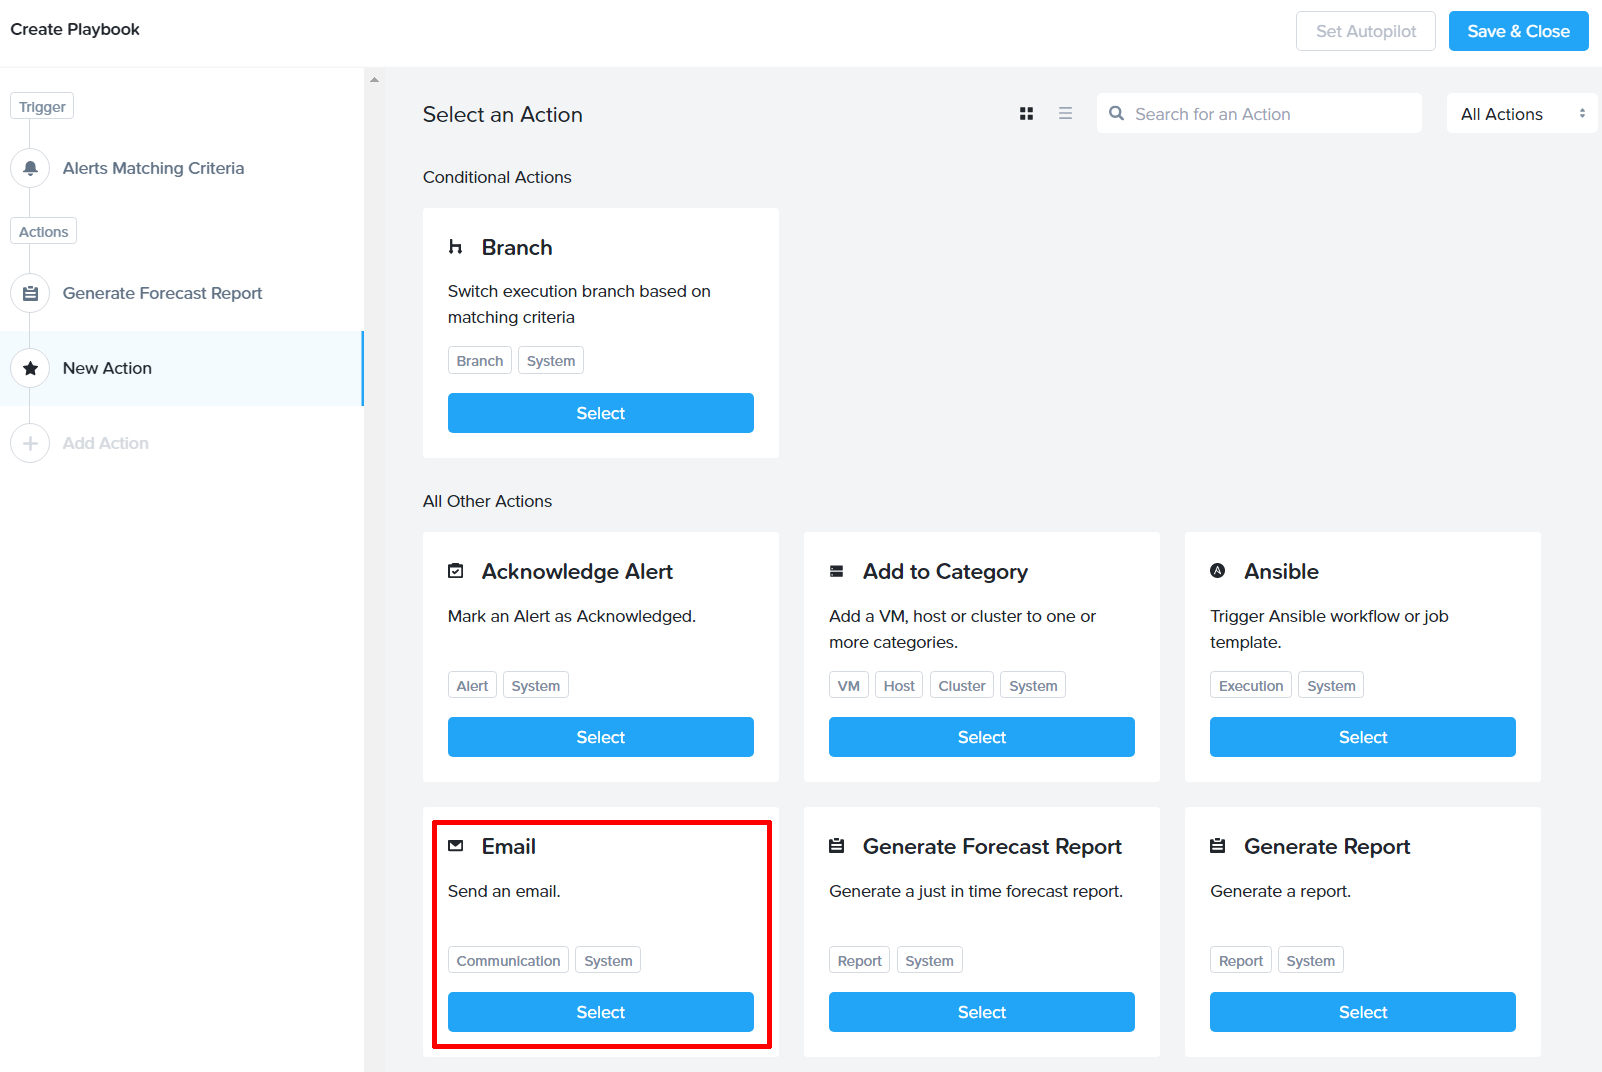 Create Playbook
Set Autopilot
Save & Close
Trigger
Alerts Matching Criteria
Actions
Generate Forecast Report
New Action
Add Action
Select an Action
Search for an Action
All Actions
Conditional Actions
Branch
Switch execution branch based on
matching criteria
Branch System
Select
All Other Actions
Acknowledge Alert
Mark an Alert as Acknowledged.
Alert System
Select
Add to Category
Add a VM, host or cluster to one or
more categories.
VM Host Cluster System
Select
Ansible
Trigger Ansible workflow or job
template.
Execution System
Select
Email
Send an email.
Communication System
Select
Generate Forecast Report
Generate a just in time forecast report.
Report System
Select
Generate Report
Generate a report.
Report System
Select